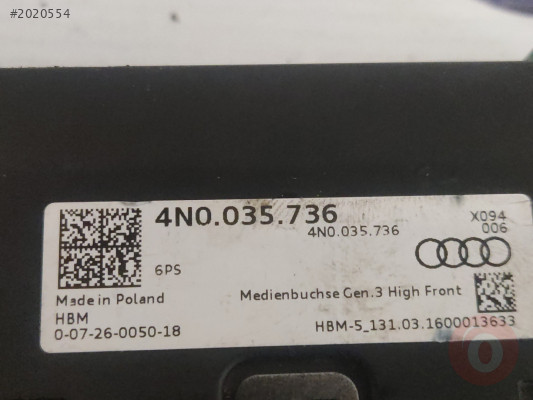 #2020554
4N0.035.736
4N0.035.736
X094
006
6PS
Made in Poland
HBM
0-07-26-0050-18
Medienbuchse Gen.3 High Front
HBM-5_131.03.1600013633